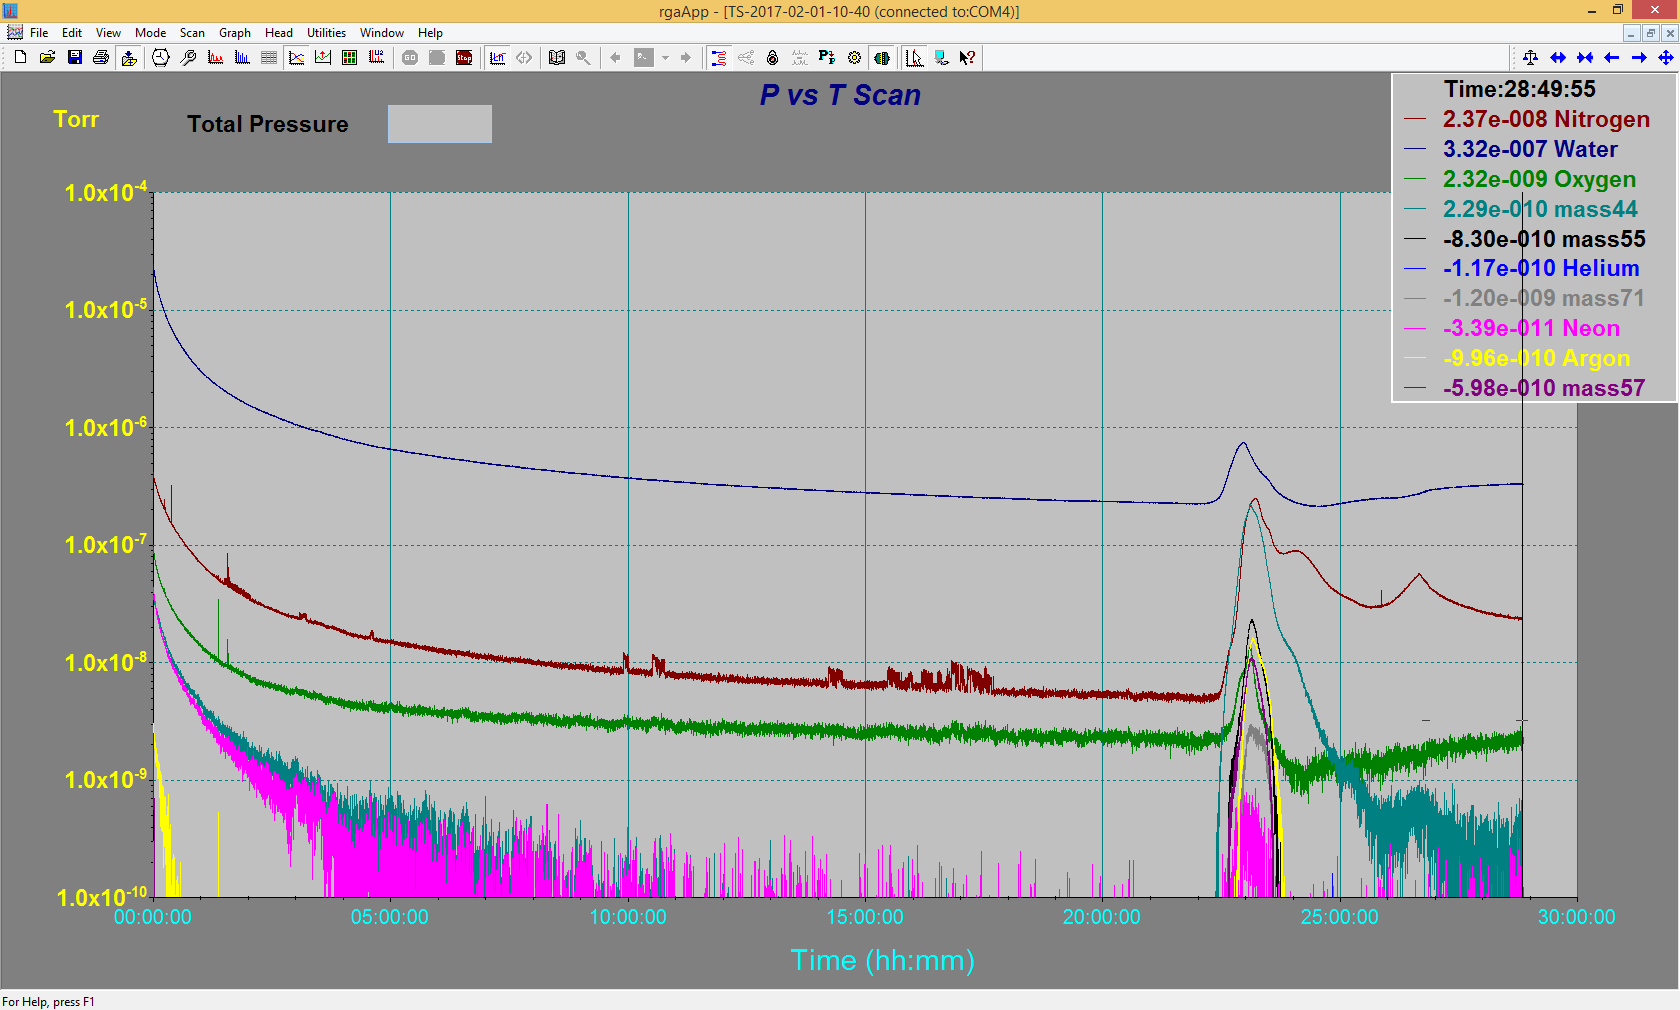 rgaApp - [TS-2017-02-01-10-40 (connected to:COM4)]
File Edit View Mode Scan Graph Head Utilities Window Help
GO Stop
P vs T Scan
Torr
Total Pressure
Time:28:49:55
2.37e-008 Nitrogen
3.32e-007 Water
2.32e-009 Oxygen
2.29e-010 mass44
-8.30e-010 mass55
-1.17e-010 Helium
-1.20e-009 mass71
-3.39e-011 Neon
-9.96e-010 Argon
-5.98e-010 mass57
1.0x10-4
1.0x10-5
1.0x10-6
1.0x10-7
1.0x10-8
1.0x10-9
1.0x10-10
00:00:00 05:00:00 10:00:00 15:00:00 20:00:00 25:00:00 30:00:00
Time (hh:mm)
For Help, press F1